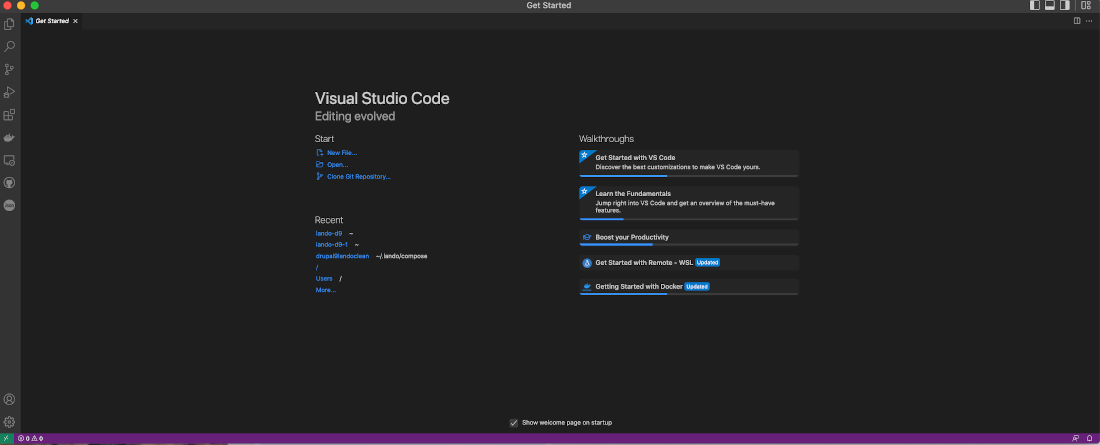 Get Started
Get Started
Visual Studio Code
Editing evolved
Start
New File...
Open...
Clone Git Repository...
Recent
lando-d9 ~
lando-d9-1 ~
drupal9landoclean ~/.lando/compose
/
Users /
More...
Walkthroughs
Get Started with VS Code
Discover the best customizations to make VS Code yours.
Learn the Fundamentals
Jump right into VS Code and get an overview of the must-have
features.
Boost your Productivity
Get Started with Remote - WSL Updated
Getting Started with Docker Updated
Show welcome page on startup
0 0